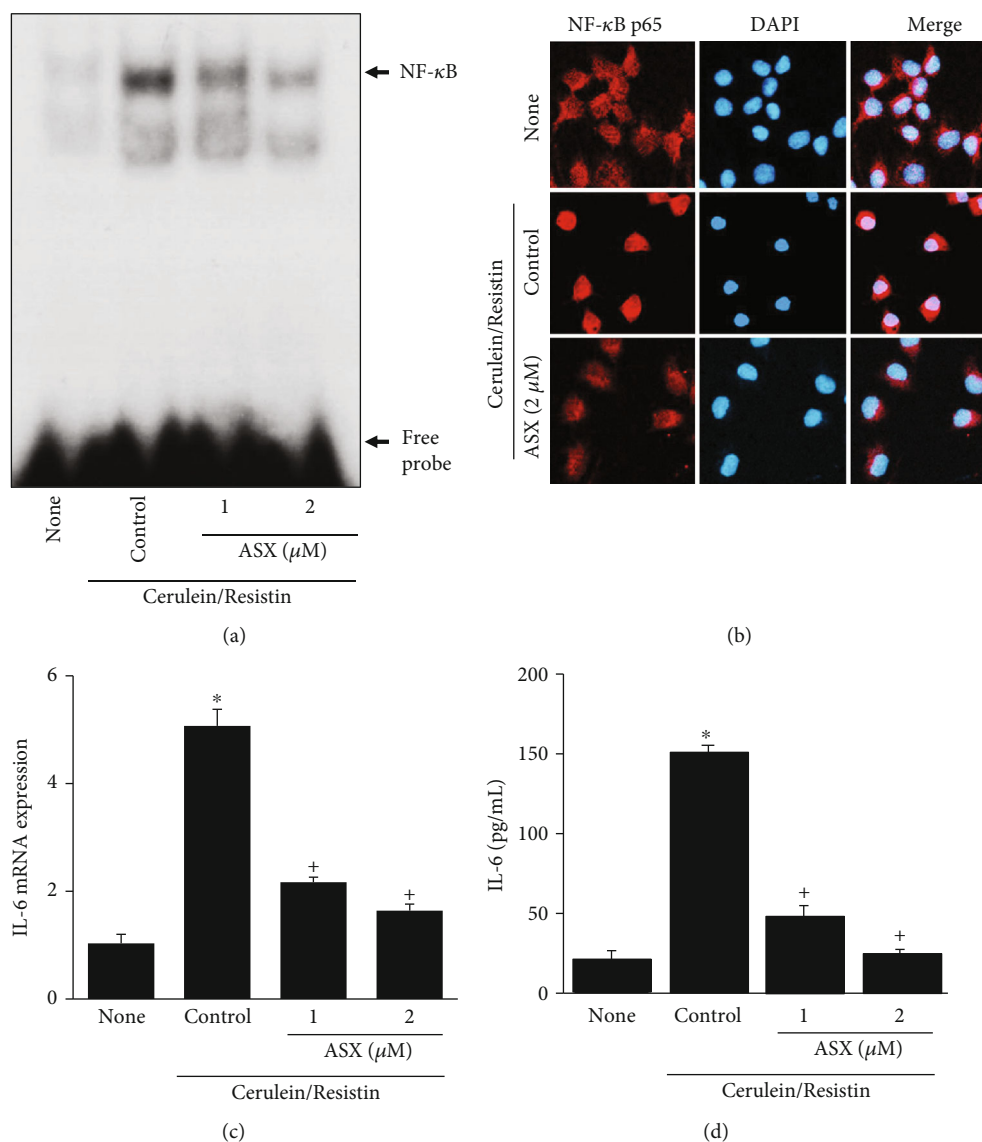 NF-κB
Free
probe
None
Control
1
2
ASX (μM)
Cerulein/Resistin
(a)
NF-κB p65
DAPI
Merge
None
Control
ASX (2 μM)
Cerulein/Resistin
(b)
6
4
2
0
IL-6 mRNA expression
*
+
+
None
Control
1
2
ASX (μM)
Cerulein/Resistin
(c)
200
150
100
50
0
IL-6 (pg/mL)
*
+
+
None
Control
1
2
ASX (μM)
Cerulein/Resistin
(d)